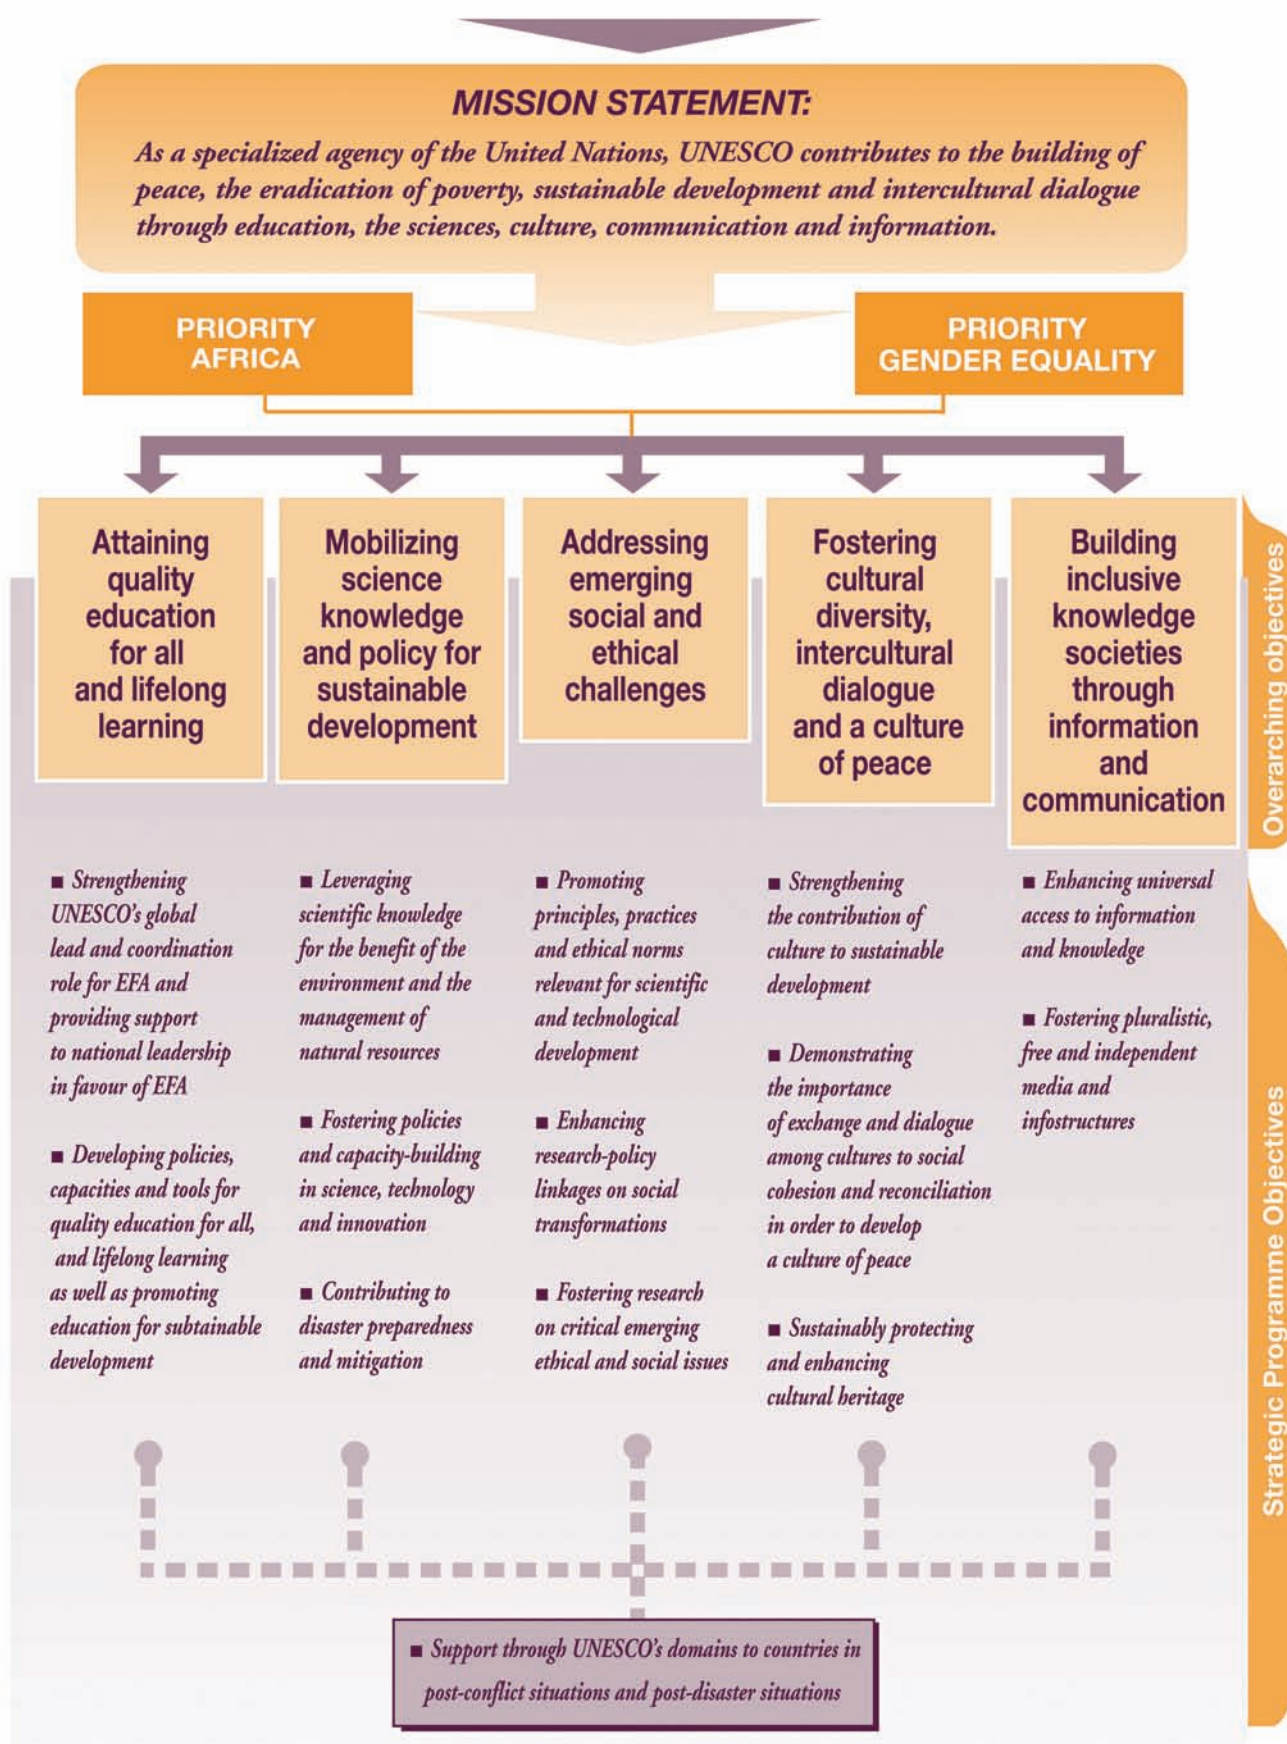 MISSION STATEMENT:
As a specialized agency of the United Nations, UNESCO contributes to the building of
peace, the eradication of poverty, sustainable development and intercultural dialogue
through education, the sciences, culture, communication and information.
PRIORITY
AFRICA
PRIORITY
GENDER EQUALITY
Attaining
quality
education
for all
and lifelong
learning
Mobilizing
science
knowledge
and policy for
sustainable
development
Addressing
emerging
social and
ethical
challenges
Fostering
cultural
diversity,
intercultural
dialogue
and a culture
of peace
Building
inclusive
knowledge
societies
through
information
and
communication
Overarching objectives
■ Strengthening
UNESCO's global
lead and coordination
role for EFA and
providing support
to national leadership
in favour of EFA
■ Developing policies,
capacities and tools for
quality education for all,
and lifelong learning
as well as promoting
education for subtainable
development
■ Leveraging
scientific knowledge
for the benefit of the
environment and the
management of
natural resources
■ Fostering policies
and capacity-building
in science, technology
and innovation
■ Contributing to
disaster preparedness
and mitigation
■ Promoting
principles, practices
and ethical norms
relevant for scientific
and technological
development
■ Enhancing
research-policy
linkages on social
transformations
■ Fostering research
on critical emerging
ethical and social issues
■ Strengthening
the contribution of
culture to sustainable
development
■ Demonstrating
the importance
of exchange and dialogue
among cultures to social
cohesion and reconciliation
in order to develop
a culture of peace
■ Sustainably protecting
and enhancing
cultural heritage
■ Enhancing universal
access to information
and knowledge
■ Fostering pluralistic,
free and independent
media and
infostructures
Strategic Programme Objectives
■ Support through UNESCO's domains to countries in
post-conflict situations and post-disaster situations